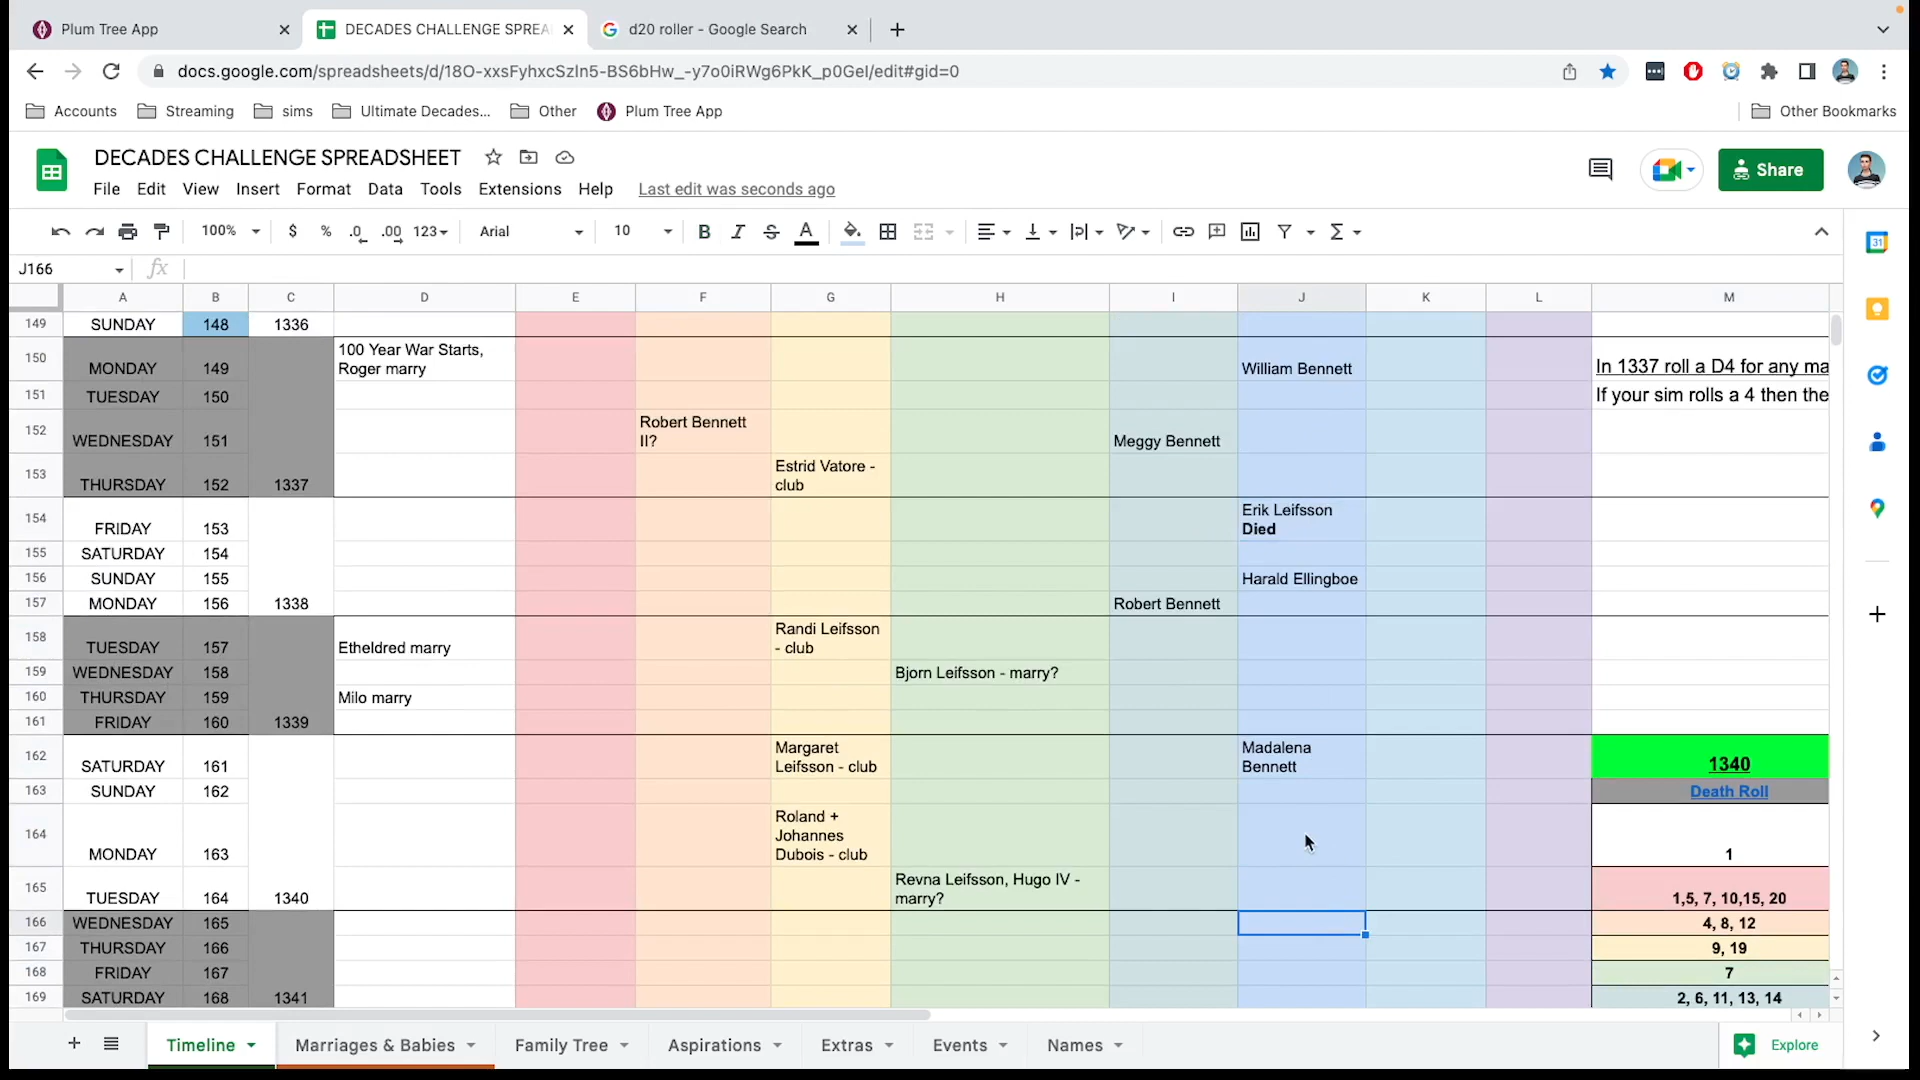 Plum Tree App
DECADES CHALLENGE SPREA
d20 roller - Google Search
docs.google.com/spreadsheets/d/18O-xxsFyhxcSzIn5-BS6bHw_-y7o0iRWg6PkK_p0GeI/edit#gid=0
Accounts
Streaming
sims
Ultimate Decades...
Other
Plum Tree App
Other Bookmarks
DECADES CHALLENGE SPREADSHEET
File Edit View Insert Format Data Tools Extensions Help Last edit was seconds ago
Share
100% $ % .0 .00 123 Arial 10 B I S A
J166 fx
A B C D E F G H I J K L M
149 SUNDAY 148 1336
150 MONDAY 149
100 Year War Starts,
Roger marry
William Bennett
In 1337 roll a D4 for any ma
151 TUESDAY 150
If your sim rolls a 4 then the
152 WEDNESDAY 151
Robert Bennett
II?
Meggy Bennett
153 THURSDAY 152 1337
Estrid Vatore -
club
154 FRIDAY 153
Erik Leifsson
Died
155 SATURDAY 154
156 SUNDAY 155 Harald Ellingboe
157 MONDAY 156 1338 Robert Bennett
158 TUESDAY 157 Etheldred marry
Randi Leifsson
- club
159 WEDNESDAY 158 Bjorn Leifsson - marry?
160 THURSDAY 159 Milo marry
161 FRIDAY 160 1339
162 SATURDAY 161
Margaret
Leifsson - club
Madalena
Bennett
1340
163 SUNDAY 162 Death Roll
164 MONDAY 163
Roland +
Johannes
Dubois - club
1
165 TUESDAY 164 1340
Revna Leifsson, Hugo IV -
marry?
1,5, 7, 10,15, 20
166 WEDNESDAY 165 4, 8, 12
167 THURSDAY 166 9, 19
168 FRIDAY 167 7
169 SATURDAY 168 1341 2, 6, 11, 13, 14
Timeline
Marriages & Babies
Family Tree
Aspirations
Extras
Events
Names
Explore
31